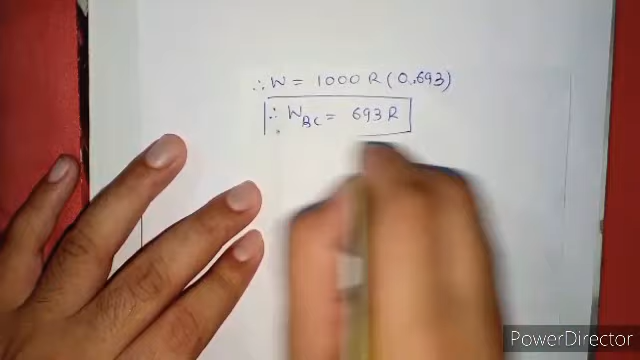 ∴ W = 1000 R (0.693)
∴ W_BC = 693 R
PowerDirector